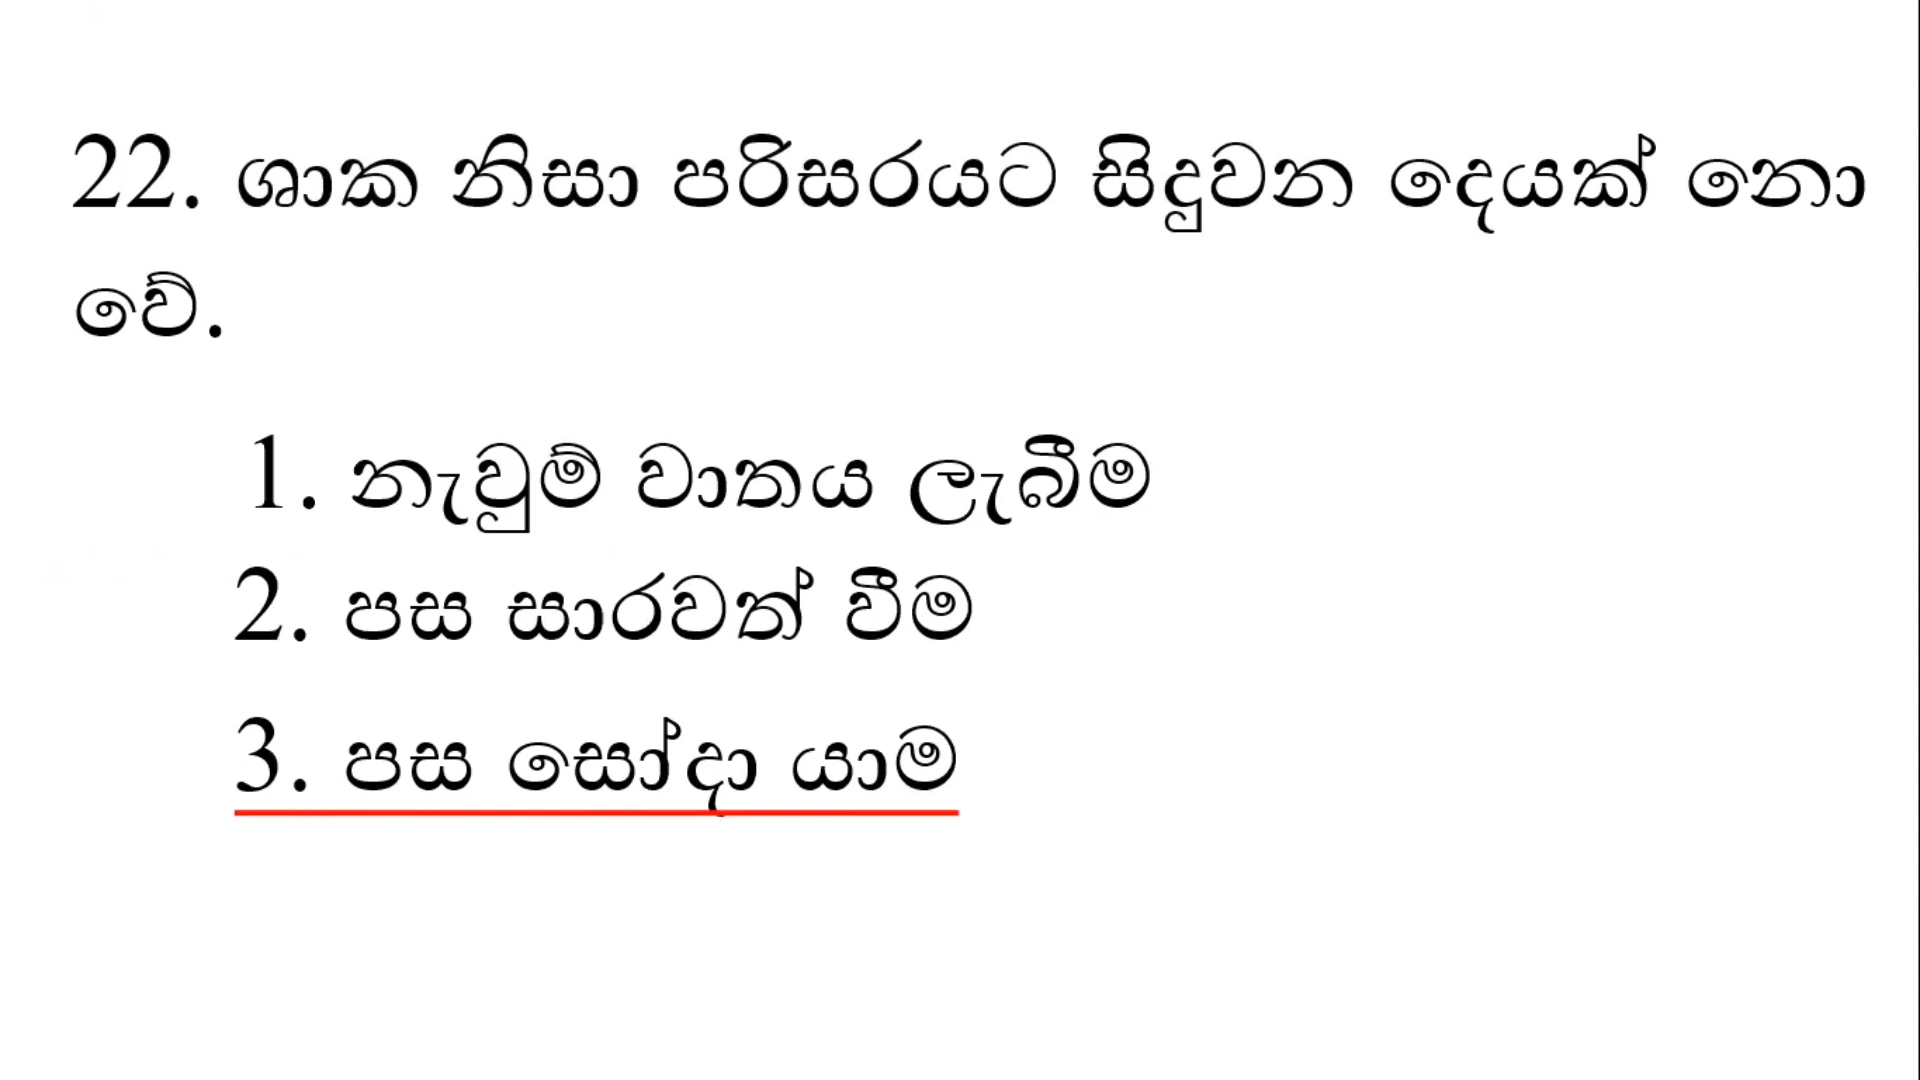 22. ශාක නිසා පරිසරයට සිදුවන දෙයක් නො
වේ.
1. නැවුම් වාතය ලැබීම
2. පස සාරවත් වීම
3. පස සෝදා යාම